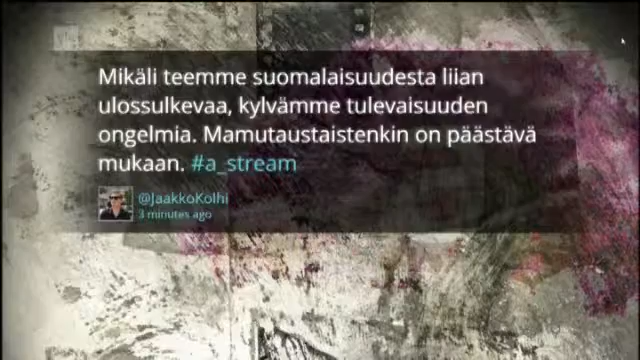 Mikäli teemme suomalaisuudesta liian
ulossulkevaa, kylvämme tulevaisuuden
ongelmia. Mamutaustaistenkin on päästävä
mukaan. #a_stream
@JaakkoKolhi
3 minutes ago